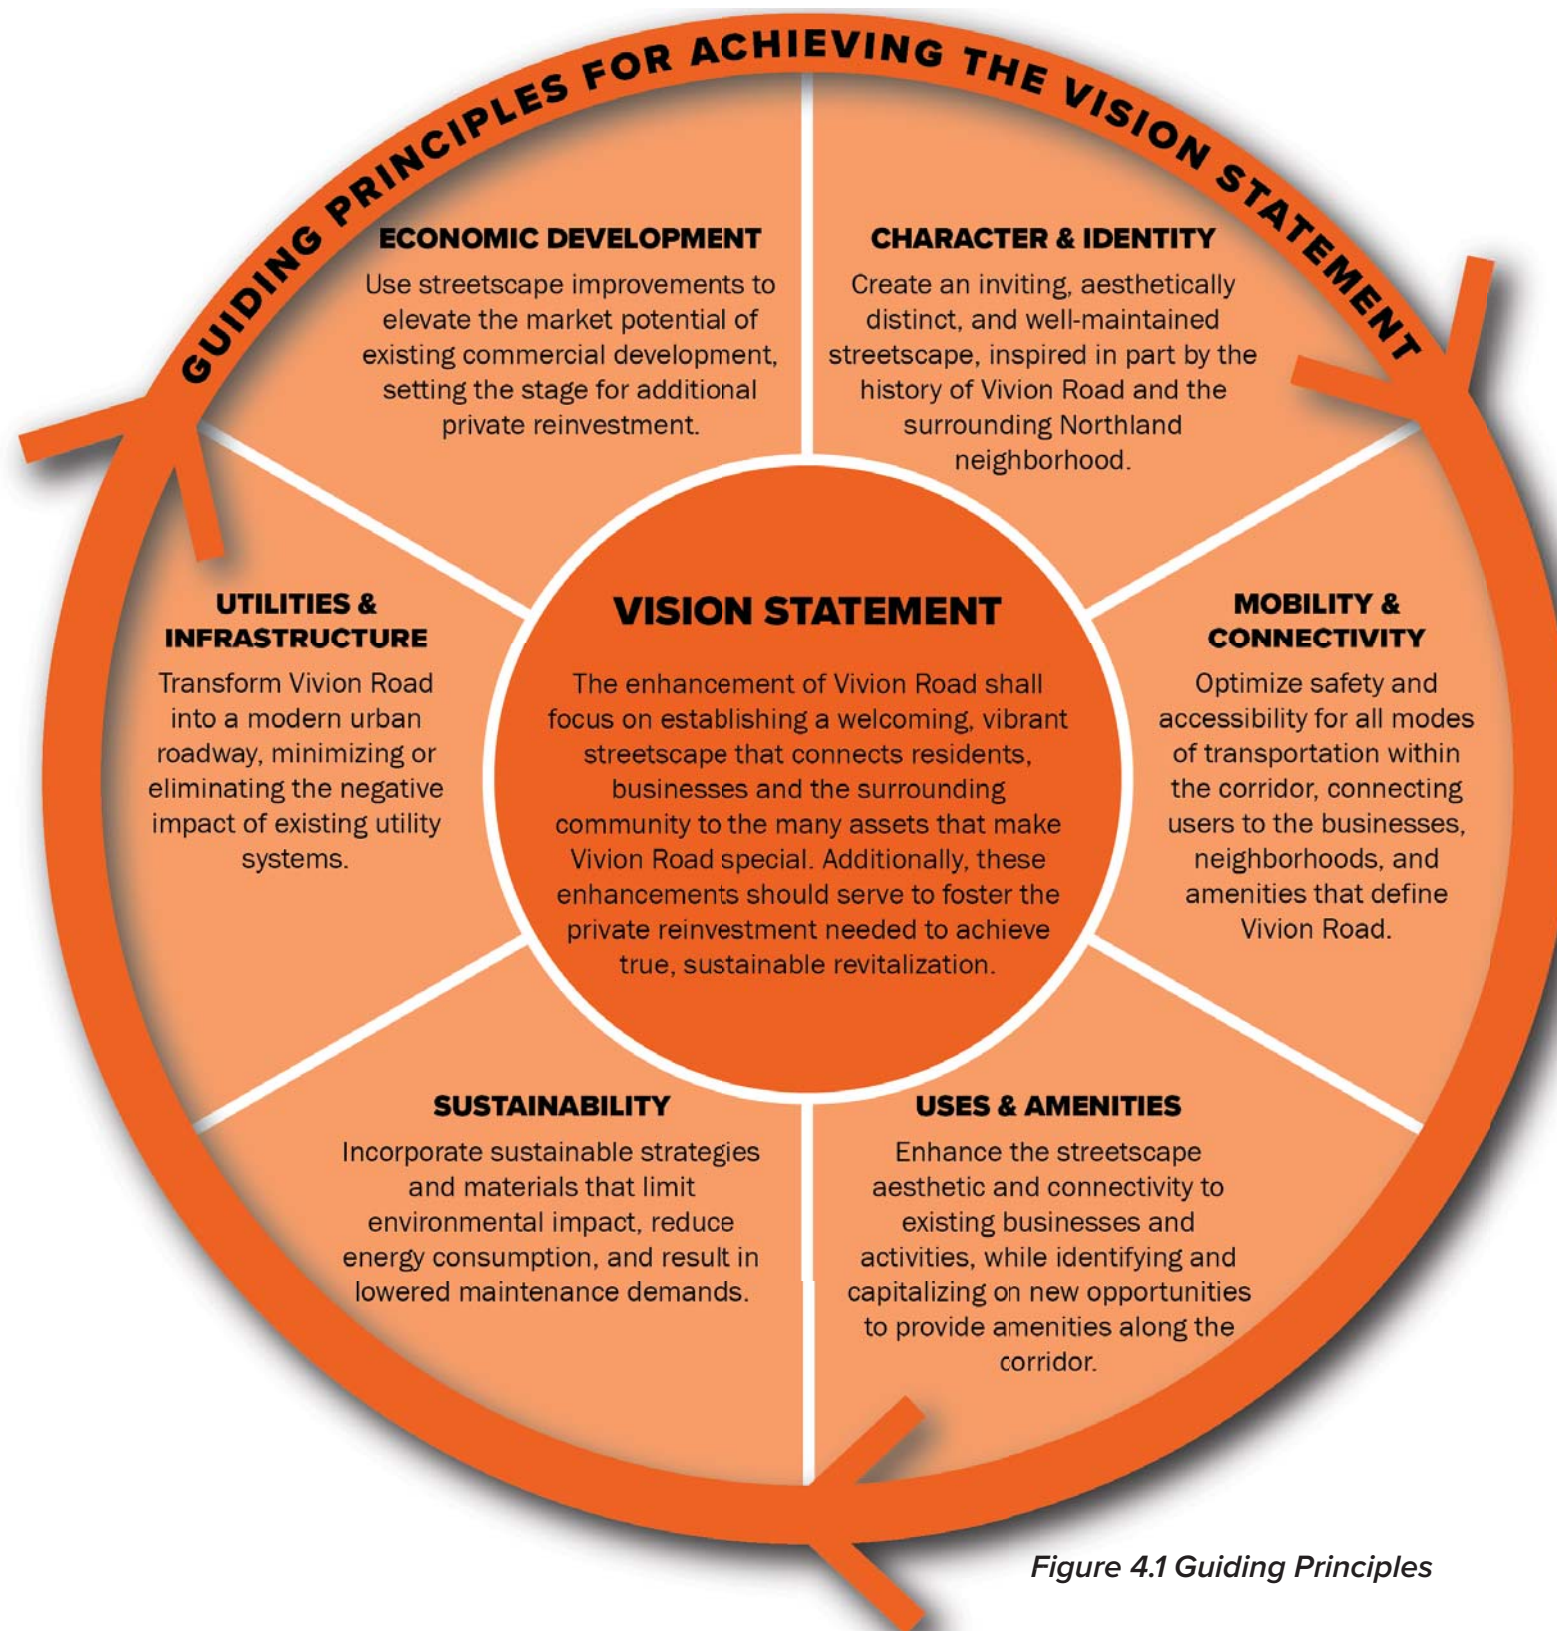 GUIDING PRINCIPLES FOR ACHIEVING THE VISION STATEMENT
ECONOMIC DEVELOPMENT
Use streetscape improvements to
elevate the market potential of
existing commercial development,
setting the stage for additional
private reinvestment.
CHARACTER & IDENTITY
Create an inviting, aesthetically
distinct, and well-maintained
streetscape, inspired in part by the
history of Vivion Road and the
surrounding Northland
neighborhood.
UTILITIES &
INFRASTRUCTURE
Transform Vivion Road
into a modern urban
roadway, minimizing or
eliminating the negative
impact of existing utility
systems.
VISION STATEMENT
The enhancement of Vivion Road shall
focus on establishing a welcoming, vibrant
streetscape that connects residents,
businesses and the surrounding
community to the many assets that make
Vivion Road special. Additionally, these
enhancements should serve to foster the
private reinvestment needed to achieve
true, sustainable revitalization.
MOBILITY &
CONNECTIVITY
Optimize safety and
accessibility for all modes
of transportation within
the corridor, connecting
users to the businesses,
neighborhoods, and
amenities that define
Vivion Road.
SUSTAINABILITY
Incorporate sustainable strategies
and materials that limit
environmental impact, reduce
energy consumption, and result in
lowered maintenance demands.
USES & AMENITIES
Enhance the streetscape
aesthetic and connectivity to
existing businesses and
activities, while identifying and
capitalizing on new opportunities
to provide amenities along the
corridor.
Figure 4.1 Guiding Principles